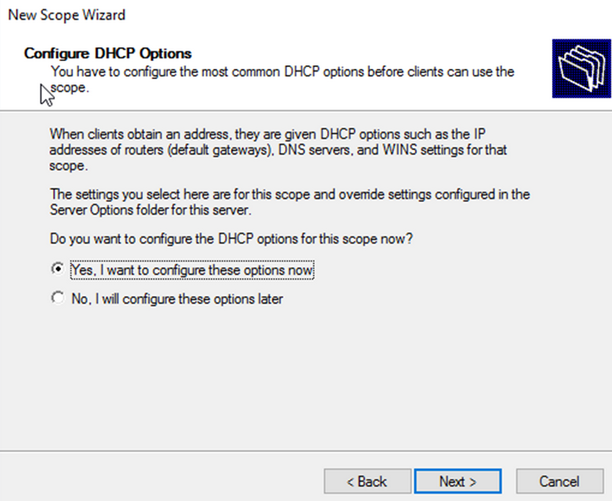 New Scope Wizard
Configure DHCP Options
You have to configure the most common DHCP options before clients can use the
scope.
When clients obtain an address, they are given DHCP options such as the IP
addresses of routers (default gateways), DNS servers, and WINS settings for that
scope.
The settings you select here are for this scope and override settings configured in the
Server Options folder for this server.
Do you want to configure the DHCP options for this scope now?
Yes, I want to configure these options now
No, I will configure these options later
< Back
Next >
Cancel